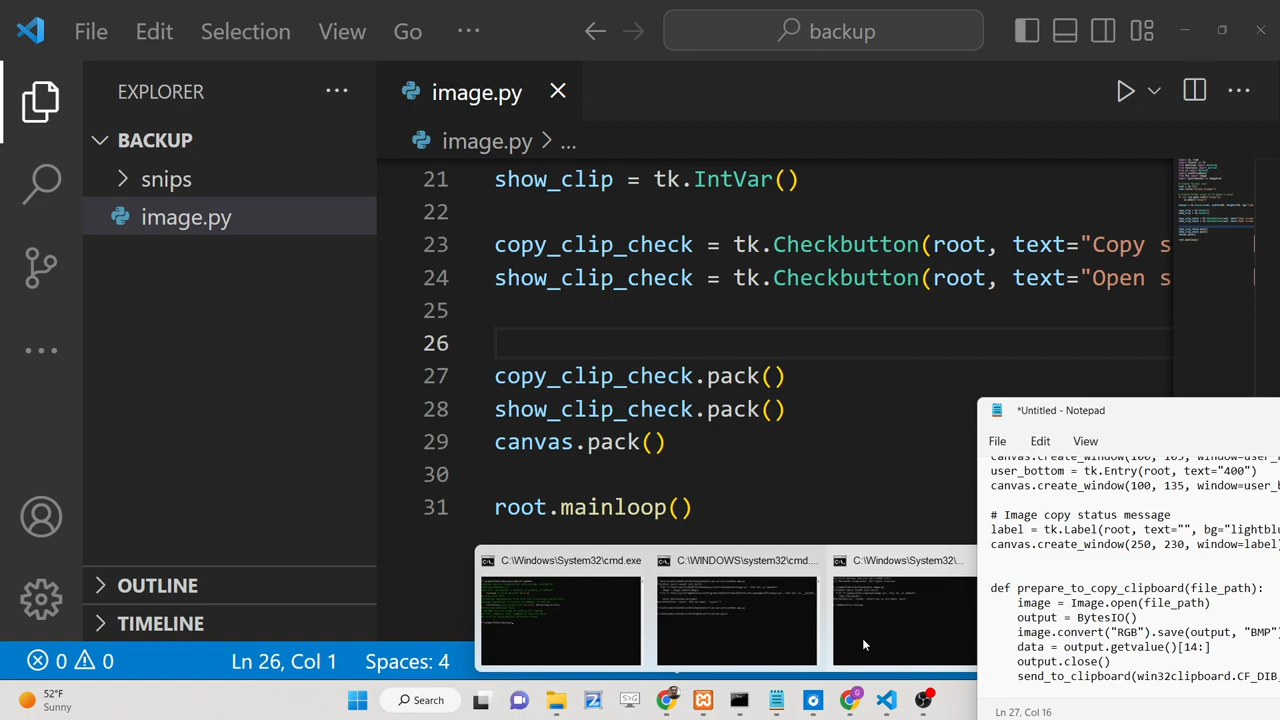 File Edit Selection View Go ... backup
EXPLORER ...
image.py
BACKUP
image.py > ...
snips
image.py
21 show_clip = tk.IntVar()
22
23 copy_clip_check = tk.Checkbutton(root, text="Copy s
24 show_clip_check = tk.Checkbutton(root, text="Open s
25
26
27 copy_clip_check.pack()
28 show_clip_check.pack()
29 canvas.pack()
30
31 root.mainloop()
OUTLINE
TIMELINE
0 0 Ln 26, Col 1 Spaces: 4
C:\Windows\System32\cmd.exe
C:\WINDOWS\system32\cmd....
C:\Windows\System32\...
*Untitled - Notepad
File Edit View
canvas.create_window(100, 105, window=user_
user_bottom = tk.Entry(root, text="400")
canvas.create_window(100, 135, window=user_b
# Image copy status message
label = tk.Label(root, text="", bg="lightblu
canvas.create_window(250, 230, window=label)
def prepare_to_copy_clipboard(file_path):
image = Image.open(file_path)
output = BytesIO()
image.convert("RGB").save(output, "BMP"
data = output.getvalue()[14:]
output.close()
send_to_clipboard(win32clipboard.CF_DIB,
Ln 27, Col 16
52°F
Sunny
Search